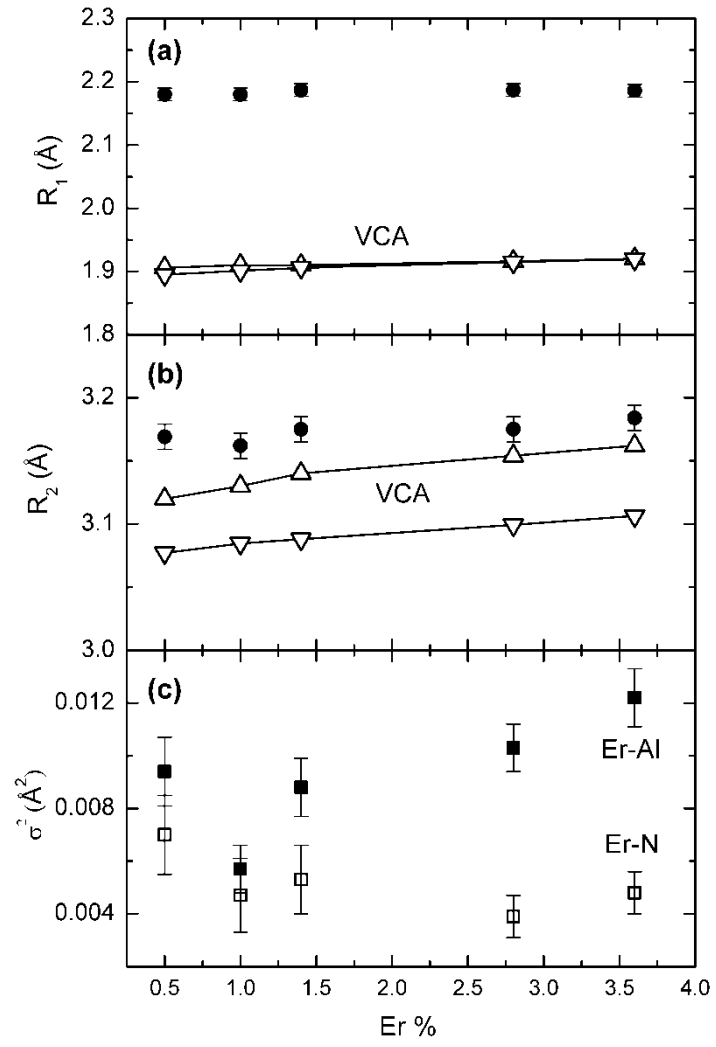 2.3
(a)
2.2
2.1
R₁ (Å)
2.0
VCA
1.9
1.8
(b)
3.2
R₂ (Å)
VCA
3.1
3.0
(c)
0.012
Er-Al
σ² (Å²)
0.008
Er-N
0.004
0.5 1.0 1.5 2.0 2.5 3.0 3.5 4.0
Er %